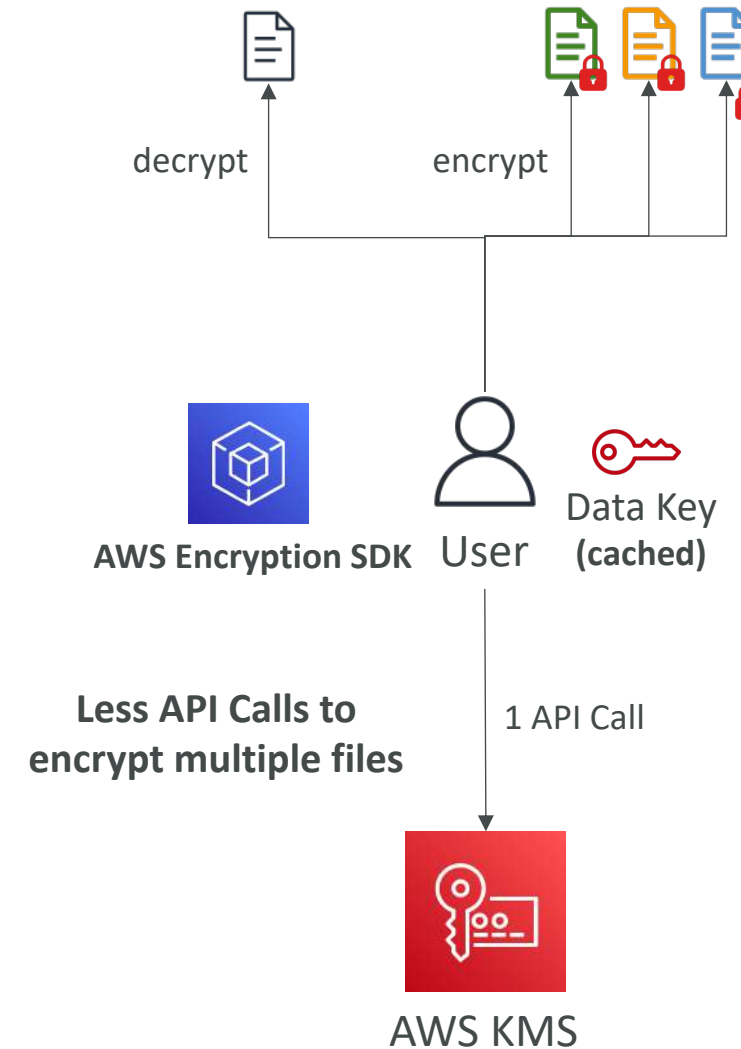 decrypt
encrypt
AWS Encryption SDK
User
Data Key
(cached)
Less API Calls to
encrypt multiple files
1 API Call
AWS KMS